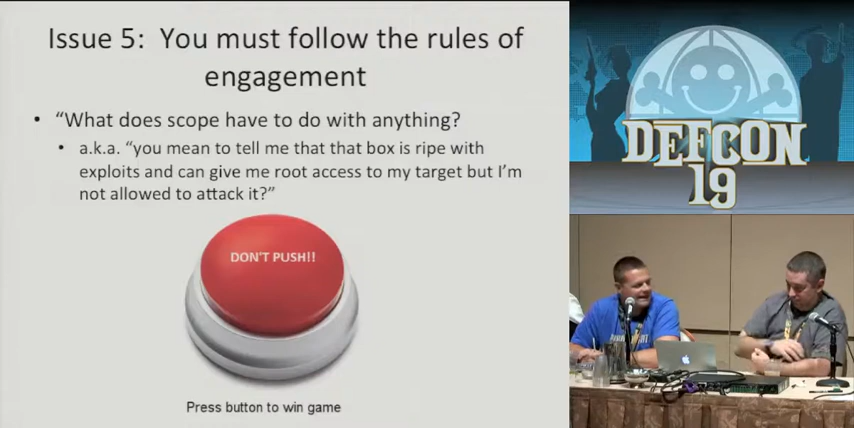 Issue 5:  You must follow the rules of
engagement
• “What does scope have to do with anything?
• a.k.a. “you mean to tell me that that box is ripe with
exploits and can give me root access to my target but I’m
not allowed to attack it?”
DON'T PUSH!!
Press button to win game
DEFCON
19